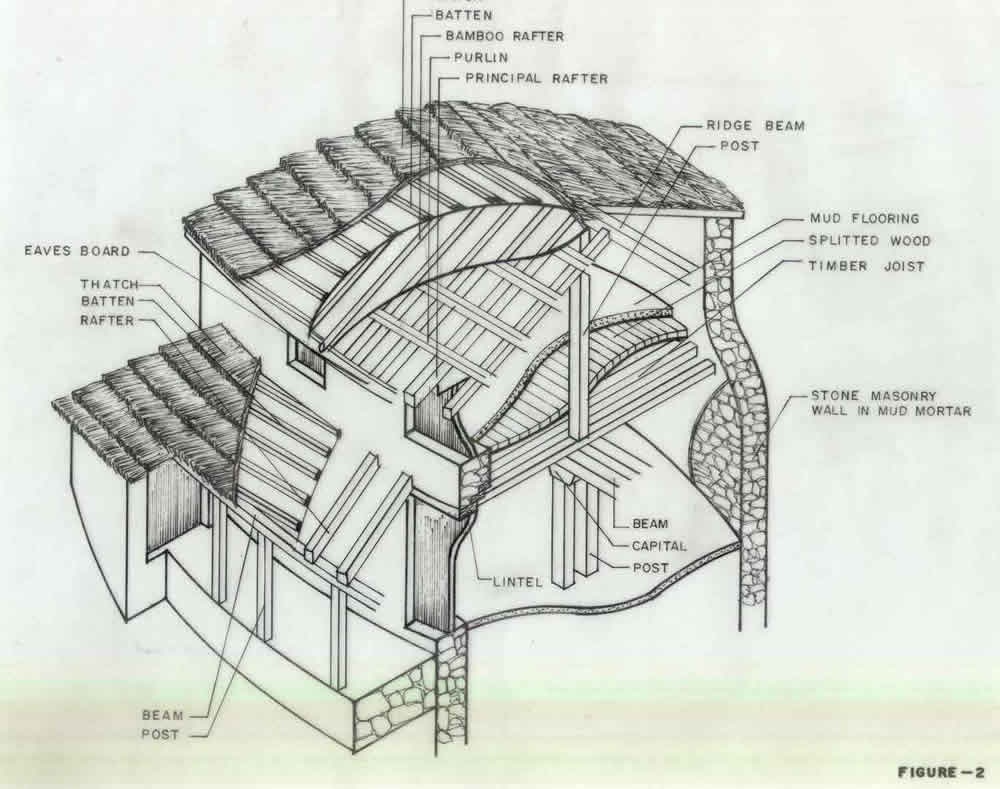 BATTEN
BAMBOO RAFTER
PURLIN
PRINCIPAL RAFTER
RIDGE BEAM
POST
MUD FLOORING
SPLITTED WOOD
TIMBER JOIST
EAVES BOARD
THATCH
BATTEN
RAFTER
STONE MASONRY
WALL IN MUD MORTAR
BEAM
CAPITAL
POST
LINTEL
BEAM
POST
FIGURE-2